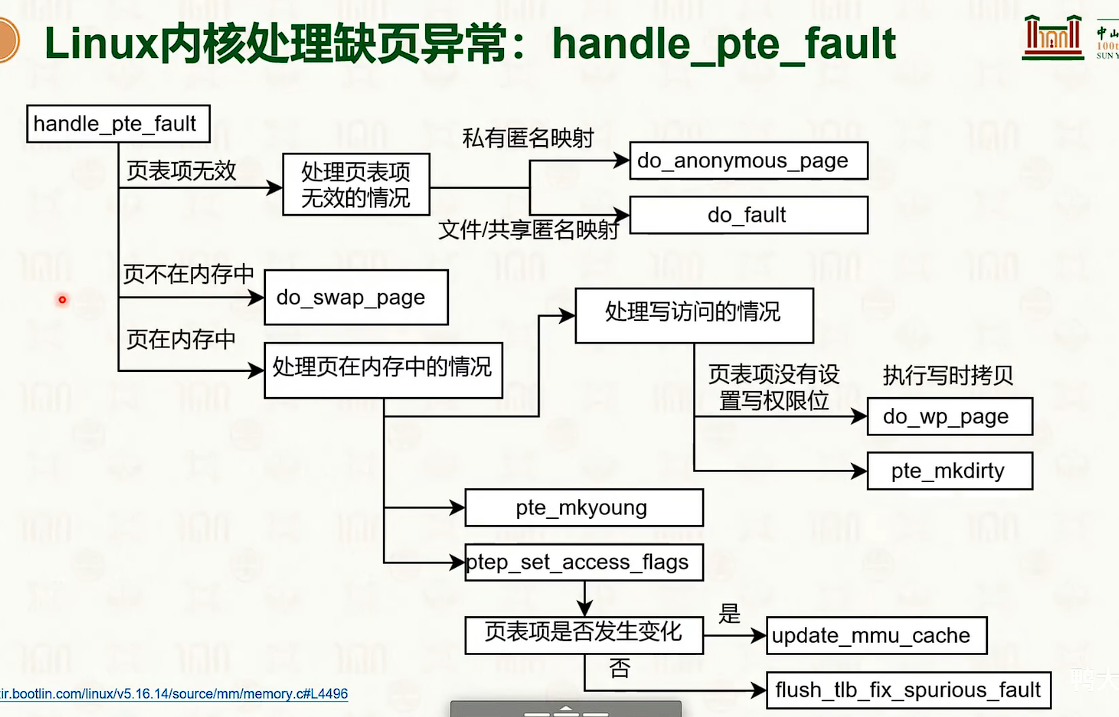 Linux内核处理缺页异常：handle_pte_fault
handle_pte_fault
页表项无效
处理页表项
无效的情况
私有匿名映射
do_anonymous_page
do_fault
文件/共享匿名映射
页不在内存中
do_swap_page
页在内存中
处理页在内存中的情况
处理写访问的情况
页表项没有设
置写权限位
执行写时拷贝
do_wp_page
pte_mkdirty
pte_mkyoung
ptep_set_access_flags
页表项是否发生变化
是
update_mmu_cache
否
flush_tlb_fix_spurious_fault
ir.bootlin.com/linux/v5.16.14/source/mm/memory.c#L4496
中山
100t
SUN Y